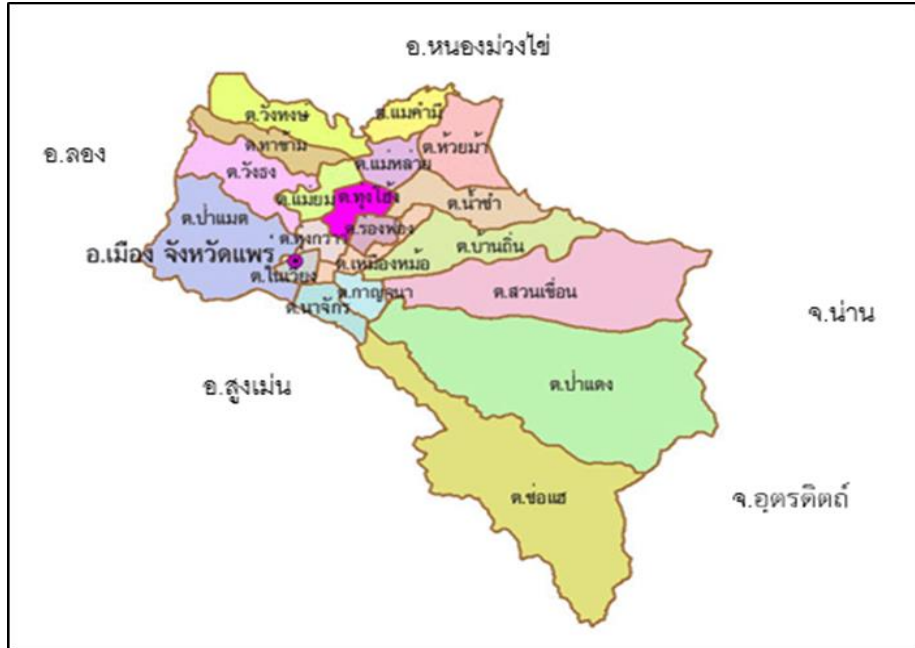 อ.หนองม่วงไข่
ต.วังหงษ์
ต.แม่คำมี
ต.ท่าข้าม
ต.ห้วยม้า
อ.ลอง
ต.แม่หล่าย
ต.วังธง
ต.แม่ยม
ต.ทุ่งโฮ้ง
ต.น้ำชำ
ต.ป่าแมต
ต.ร่องฟอง
ต.ทุ่งกวาว
ต.บ้านถิ่น
อ.เมือง จังหวัดแพร่
ต.เหมืองหม้อ
ต.ในเวียง
ต.กาญจนา
ต.สวนเขื่อน
ต.นาจักร
จ.น่าน
อ.สูงเม่น
ต.ป่าแดง
ต.ช่อแฮ
จ.อุตรดิตถ์